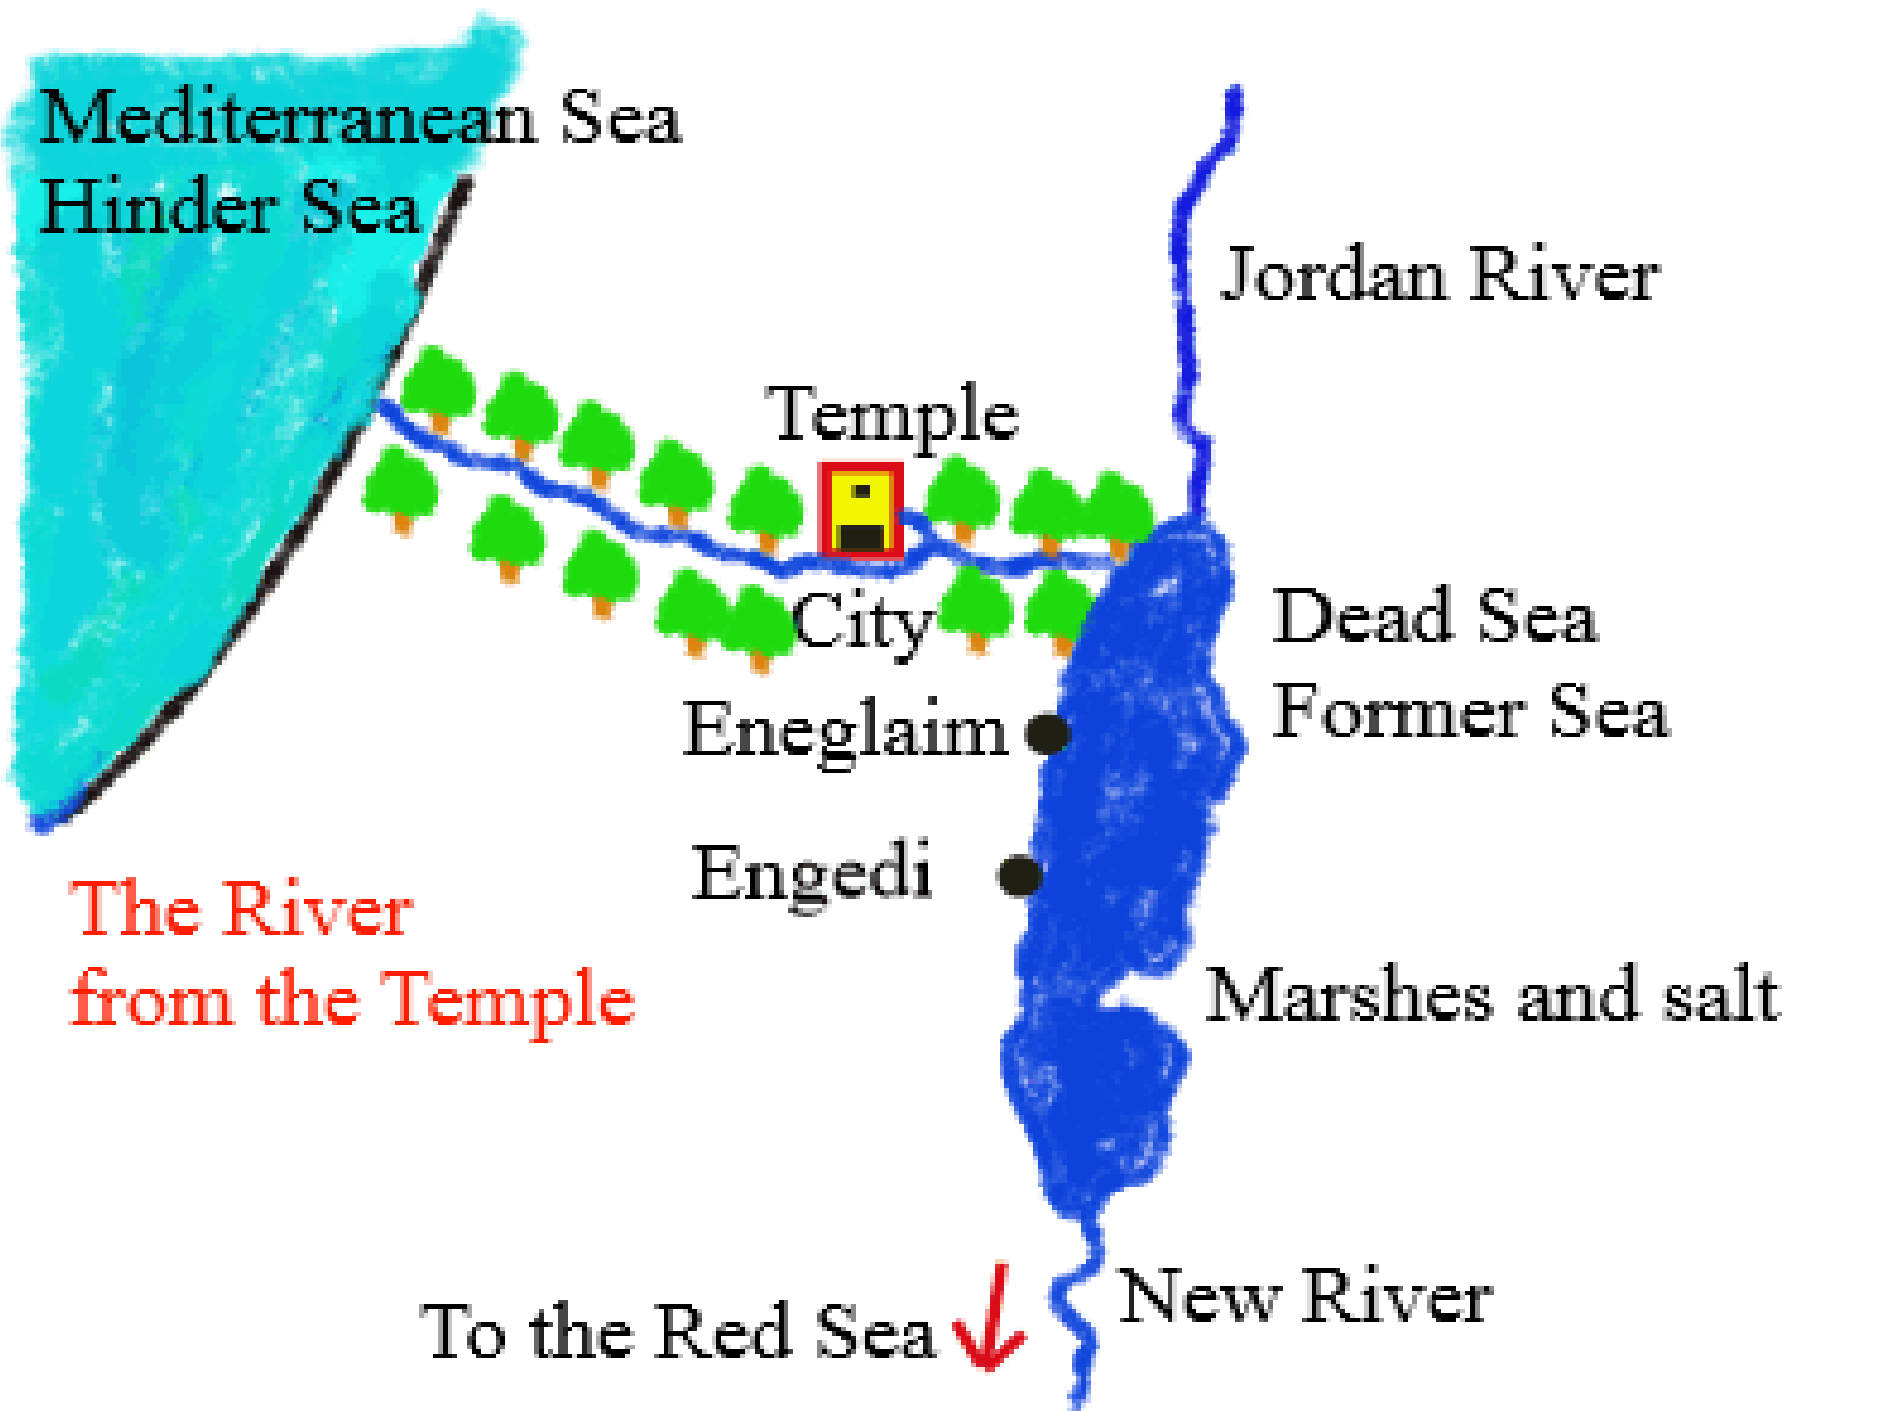 Mediterranean Sea
Hinder Sea
Jordan River
Temple
City
Dead Sea
Former Sea
Eneglaim
Engedi
The River
from the Temple
Marshes and salt
New River
To the Red Sea